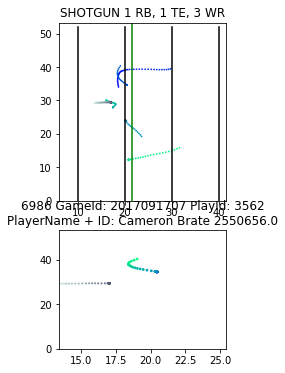 SHOTGUN 1 RB, 1 TE, 3 WR
50
40
30
20
10
0
10 20 30 40
6986 GameId: 2017091707 PlayId: 3562
PlayerName + ID: Cameron Brate 2550656.0
40
20
0
15.0 17.5 20.0 22.5 25.0